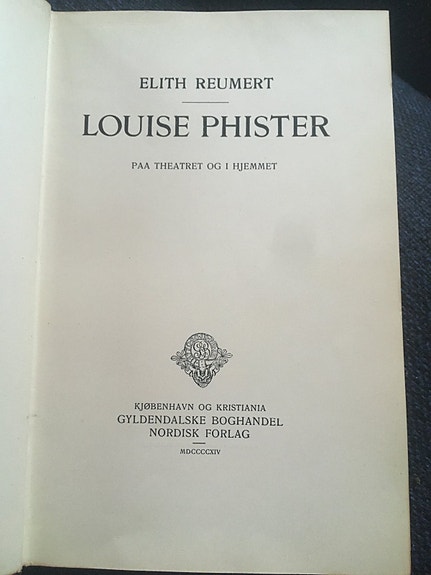 ELITH REUMERT
LOUISE PHISTER
PAA THEATRET OG I HJEMMET
KJØBENHAVN OG KRISTIANIA
GYLDENDALSKE BOGHANDEL
NORDISK FORLAG
MDCCCCXIV